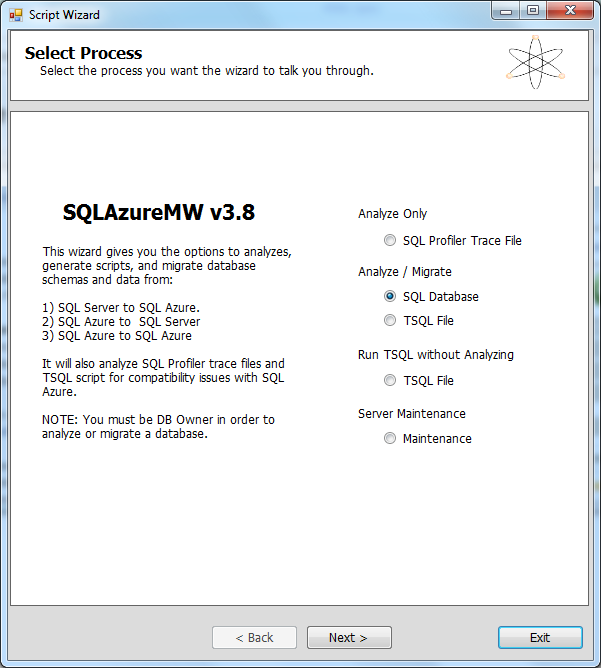 Script Wizard
Select Process
Select the process you want the wizard to talk you through.
SQLAzureMW v3.8
This wizard gives you the options to analyzes,
generate scripts, and migrate database
schemas and data from:
1) SQL Server to SQL Azure.
2) SQL Azure to  SQL Server
3) SQL Azure to SQL Azure
It will also analyze SQL Profiler trace files and
TSQL script for compatibility issues with SQL
Azure.
NOTE: You must be DB Owner in order to
analyze or migrate a database.
Analyze Only
SQL Profiler Trace File
Analyze / Migrate
SQL Database
TSQL File
Run TSQL without Analyzing
TSQL File
Server Maintenance
Maintenance
< Back
Next >
Exit